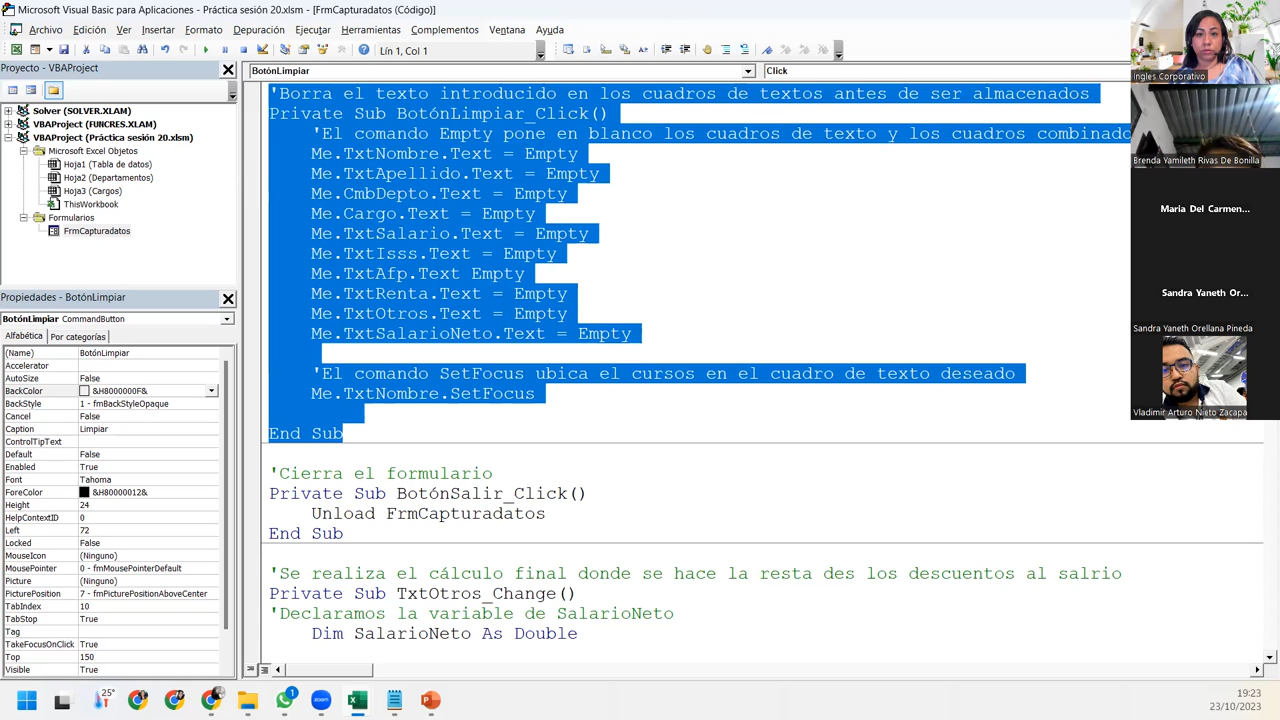 Microsoft Visual Basic para Aplicaciones - Práctica sesión 20.xlsm - [FrmCapturadatos (Código)]
Archivo Edición Ver Insertar Formato Depuración Ejecutar Herramientas Complementos Ventana Ayuda
Lín 1, Col 1
Proyecto - VBAProject
Solver (SOLVER.XLAM)
VBAProject (FUNCRES.XLAM)
VBAProject (Práctica sesión 20.xlsm)
Microsoft Excel Objetos
Hoja1 (Tabla de datos)
Hoja2 (Departamentos)
Hoja3 (Cargos)
ThisWorkbook
Formularios
FrmCapturadatos
Propiedades - BotónLimpiar
BotónLimpiar CommandButton
Alfabética Por categorías
(Name) BotónLimpiar
Accelerator
AutoSize False
BackColor &H8000000F&
BackStyle 1 - fmBackStyleOpaque
Cancel False
Caption Limpiar
ControlTipText
Default False
Enabled True
Font Tahoma
ForeColor &H80000012&
Height 24
HelpContextID 0
Left 72
Locked False
MouseIcon (Ninguno)
MousePointer 0 - fmMousePointerDefault
Picture (Ninguno)
PicturePosition 7 - fmPicturePositionAboveCenter
TabIndex 10
TabStop True
Tag
TakeFocusOnClick True
Top 150
Visible True
BotónLimpiar Click
'Borra el texto introducido en los cuadros de textos antes de ser almacenados
Private Sub BotónLimpiar_Click()
'El comando Empty pone en blanco los cuadros de texto y los cuadros combinado
Me.TxtNombre.Text = Empty
Me.TxtApellido.Text = Empty
Me.CmbDepto.Text = Empty
Me.Cargo.Text = Empty
Me.TxtSalario.Text = Empty
Me.TxtIsss.Text = Empty
Me.TxtAfp.Text Empty
Me.TxtRenta.Text = Empty
Me.TxtOtros.Text = Empty
Me.TxtSalarioNeto.Text = Empty
'El comando SetFocus ubica el cursos en el cuadro de texto deseado
Me.TxtNombre.SetFocus
End Sub
'Cierra el formulario
Private Sub BotónSalir_Click()
Unload FrmCapturadatos
End Sub
'Se realiza el cálculo final donde se hace la resta des los descuentos al salrio
Private Sub TxtOtros_Change()
'Declaramos la variable de SalarioNeto
Dim SalarioNeto As Double
Ingles Corporativo
Brenda Yamileth Rivas De Bonilla
Maria Del Carmen...
Sandra Yaneth Or...
Sandra Yaneth Orellana Pineda
Vladimir Arturo Nieto Zacapa
25°
1
zoom
19:23
23/10/2023